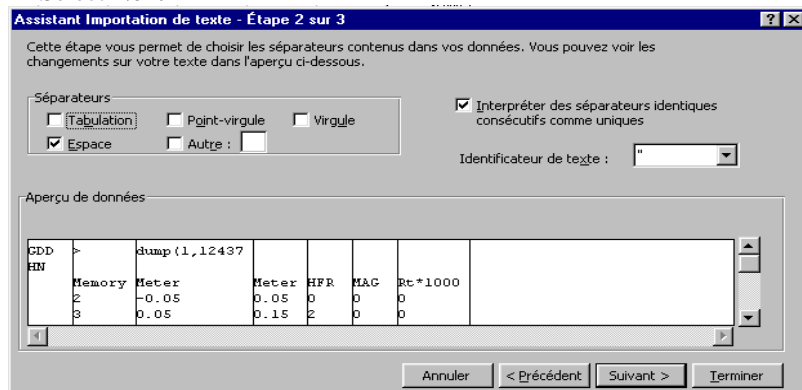 Assistant Importation de texte - Étape 2 sur 3
Cette étape vous permet de choisir les séparateurs contenus dans vos données. Vous pouvez voir les
changements sur votre texte dans l'aperçu ci-dessous.
Séparateurs
Tabulation Point-virgule Virgule
Espace Autre :
Interpréter des séparateurs identiques
consécutifs comme uniques
Identificateur de texte : "
Aperçu de données
GDD > dump(1,12437
HN
Memory Meter Meter HFR MAG Rt*1000
2 -0.05 0.05 0 0 0
3 0.05 0.15 2 0 0
Annuler < Précédent Suivant > Terminer